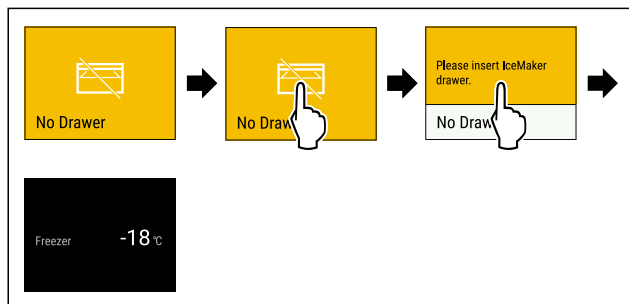 No Drawer
No Draw
Please insert IceMaker
drawer.
No Draw
Freezer -18 °C